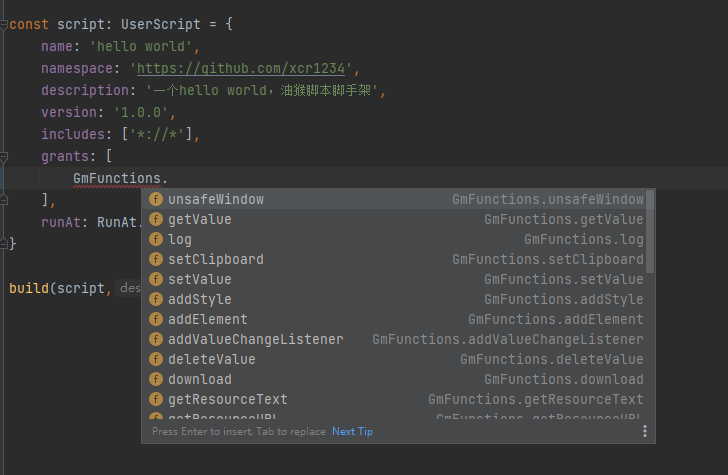 const script: UserScript = {
name: 'hello world',
namespace: 'https://github.com/xcr1234',
description: '一个hello world，油猴脚本脚手架',
version: '1.0.0',
includes: ['*://*'],
grants: [
GmFunctions.
unsafeWindow GmFunctions.unsafeWindow
],
getValue GmFunctions.getValue
runAt: RunAt.
log GmFunctions.log
}
setClipboard GmFunctions.setClipboard
setValue GmFunctions.setValue
build(script, des
addStyle GmFunctions.addStyle
addElement GmFunctions.addElement
addValueChangeListener GmFunctions.addValueChangeListener
deleteValue GmFunctions.deleteValue
download GmFunctions.download
getResourceText GmFunctions.getResourceText
getResourceURL GmFunctions.getResourceURL
Press Enter to insert, Tab to replace Next Tip